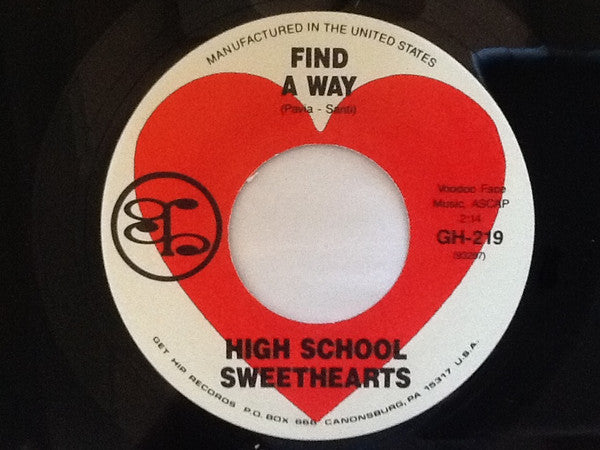 MANUFACTURED IN THE UNITED STATES
FIND
A WAY
(Pavia - Santi)
Voodoo Face
Music, ASCAP
2:14
GH-219
(93297)
HIGH SCHOOL
SWEETHEARTS
GET HIP RECORDS P.O. BOX 666 CANONSBURG, PA 15317 U.S.A.